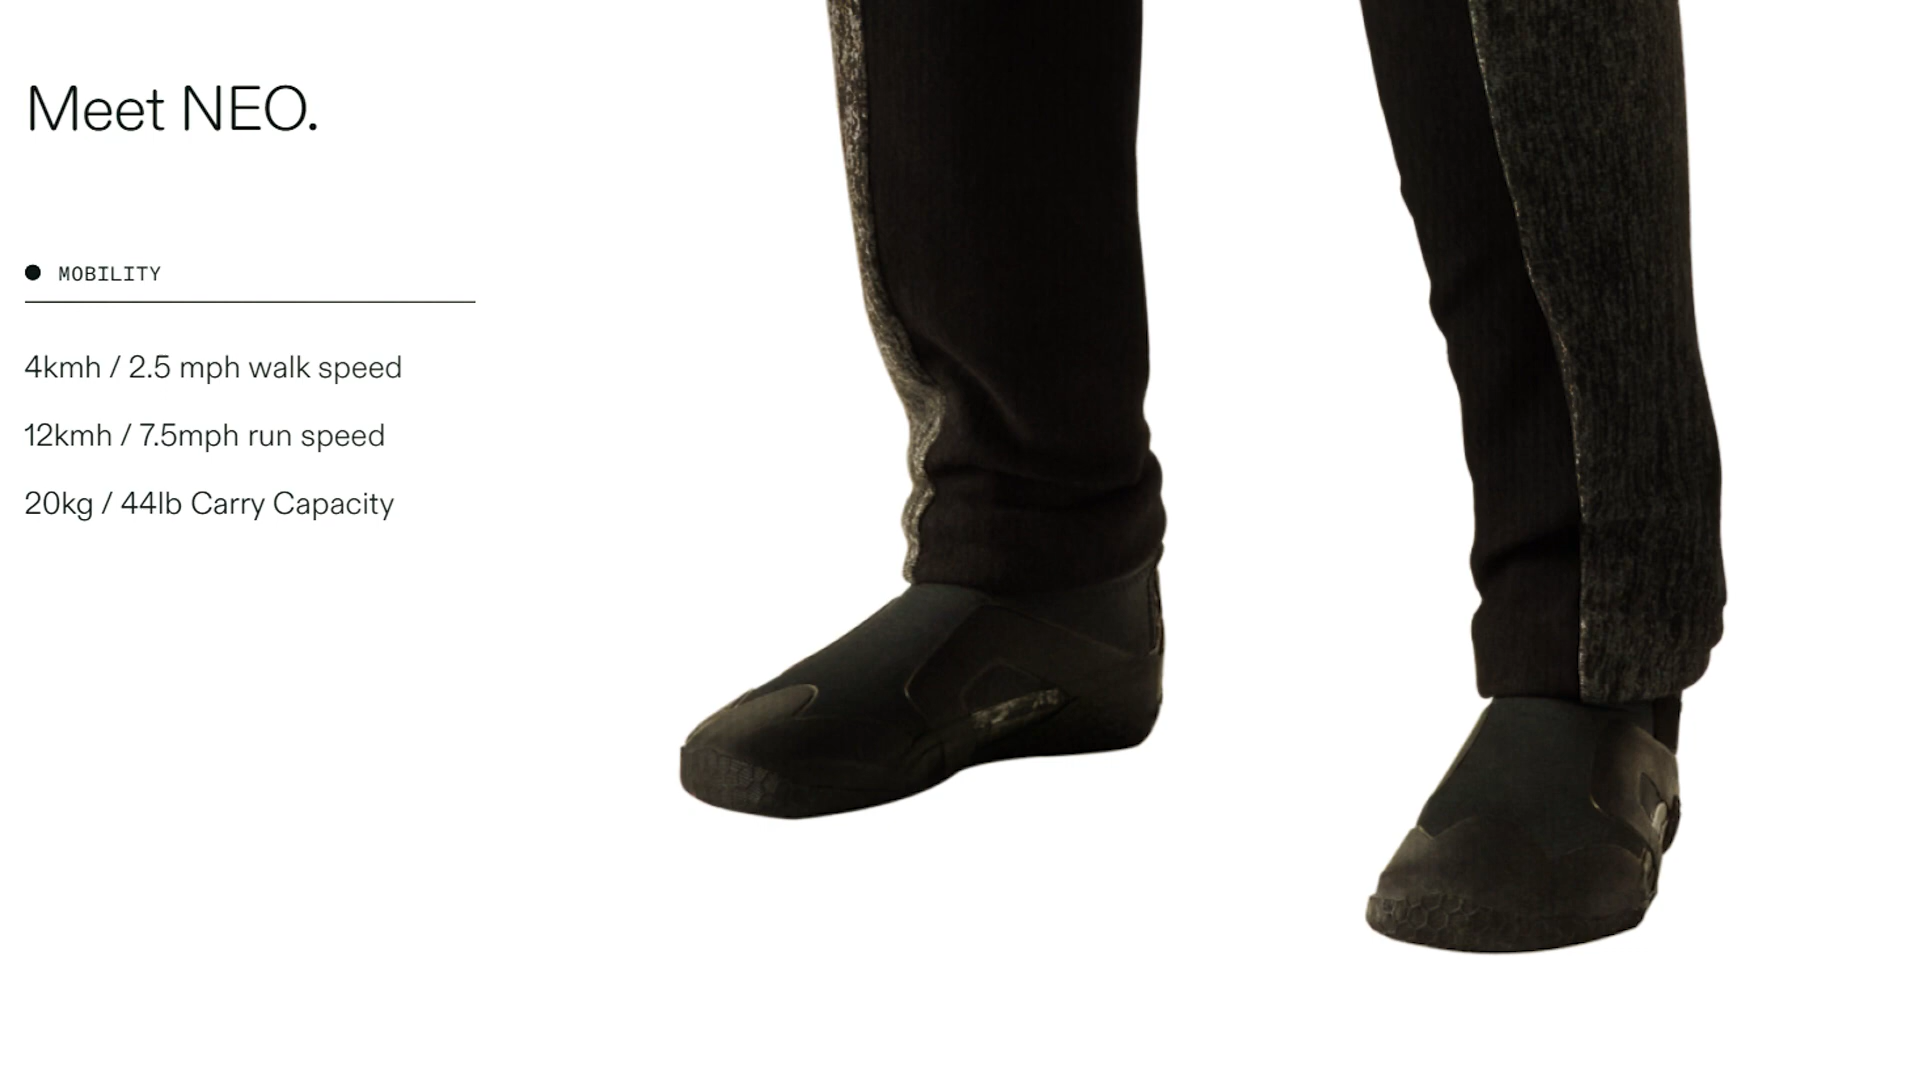 Meet NEO.
MOBILITY
4kmh / 2.5 mph walk speed
12kmh / 7.5mph run speed
20kg / 44lb Carry Capacity